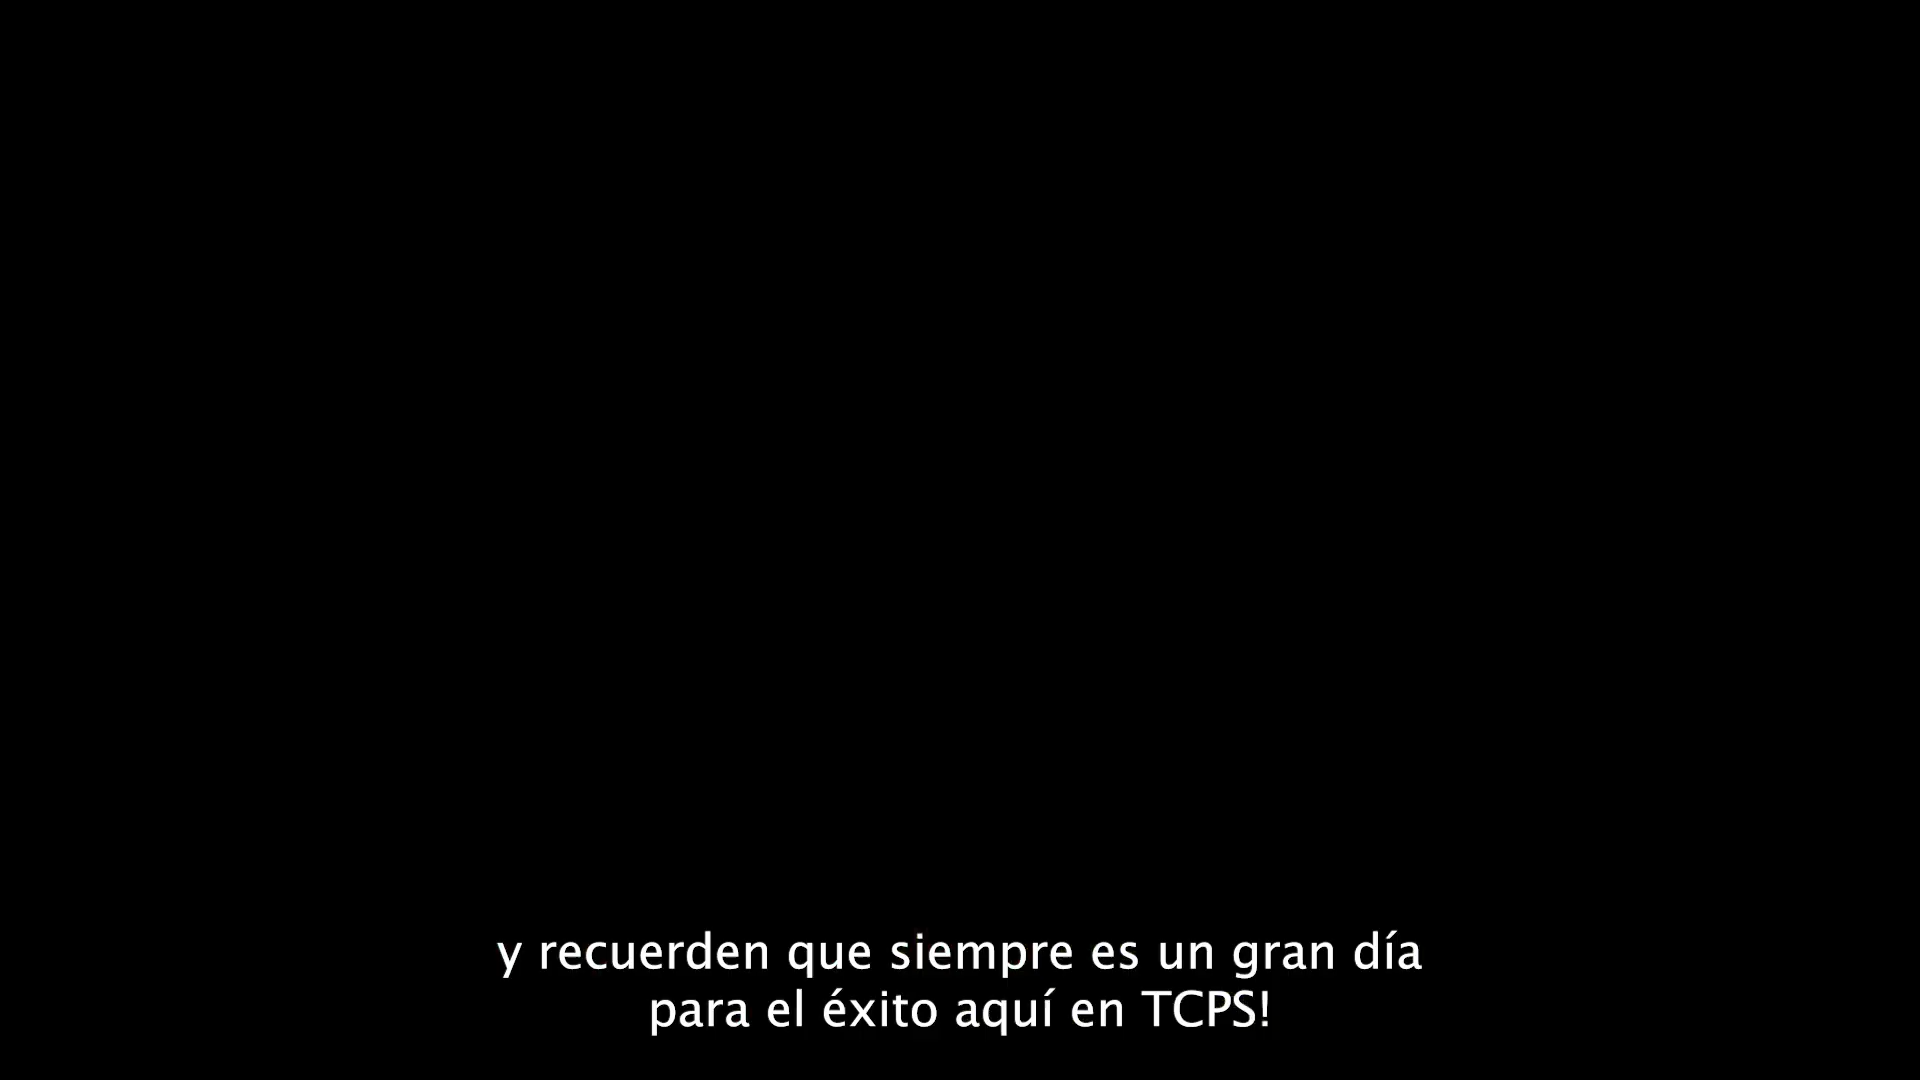 y recuerden que siempre es un gran día
para el éxito aquí en TCPS!